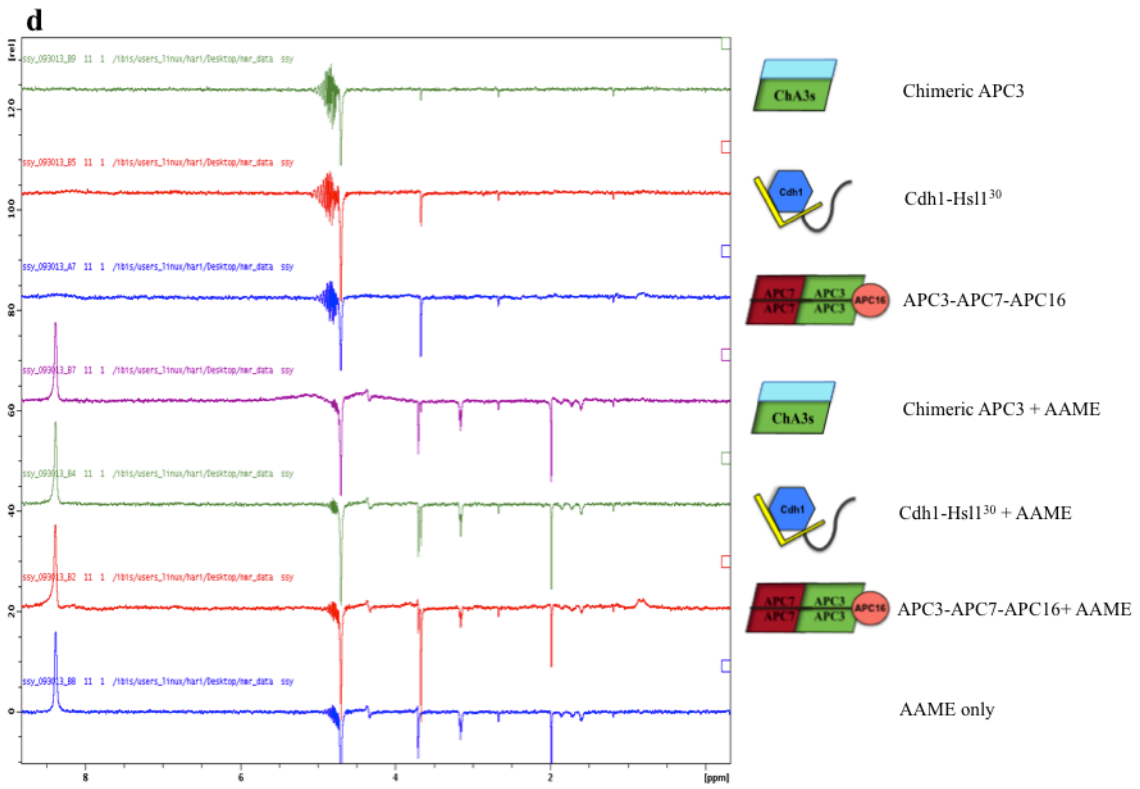 d
[rel]
ssy_093013_B9 11 1 /ibis/users_linux/hari/Desktop/nmr_data ssy
ChA3s
Chimeric APC3
120
ssy_093013_B5 11 1 /ibis/users_linux/hari/Desktop/nmr_data ssy
Cdh1
Cdh1-Hsl1³⁰
100
ssy_093013_A7 11 1 /ibis/users_linux/hari/Desktop/nmr_data ssy
APC7 APC3
APC7 APC3
APC16
APC3-APC7-APC16
80
ssy_093013_B7 11 1 /ibis/users_linux/hari/Desktop/nmr_data ssy
ChA3s
Chimeric APC3 + AAME
60
ssy_093013_B4 11 1 /ibis/users_linux/hari/Desktop/nmr_data ssy
Cdh1
Cdh1-Hsl1³⁰ + AAME
40
ssy_093013_B2 11 1 /ibis/users_linux/hari/Desktop/nmr_data ssy
APC7 APC3
APC7 APC3
APC16
APC3-APC7-APC16+ AAME
20
ssy_093013_B8 11 1 /ibis/users_linux/hari/Desktop/nmr_data ssy
AAME only
0
8 6 4 2 [ppm]